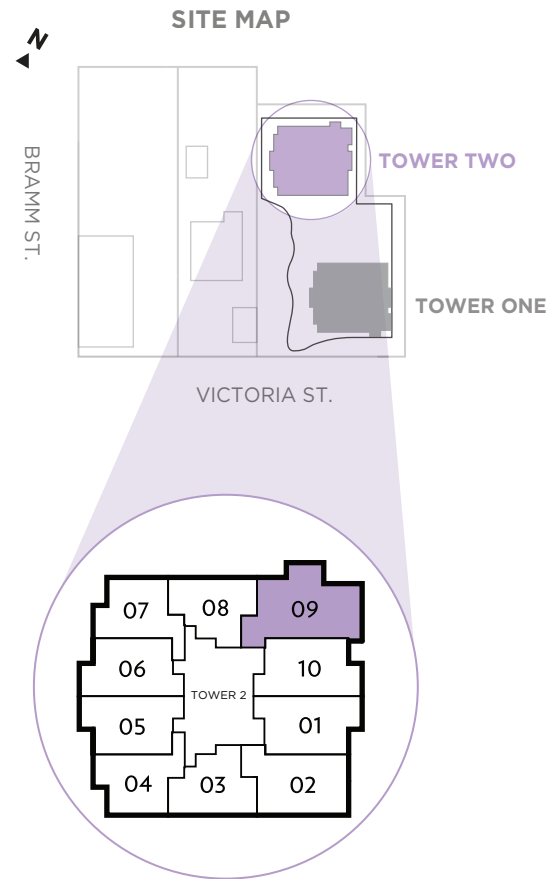 SITE MAP
N
BRAMM ST.
TOWER TWO
TOWER ONE
VICTORIA ST.
07
08
09
06
10
TOWER 2
05
01
04
03
02